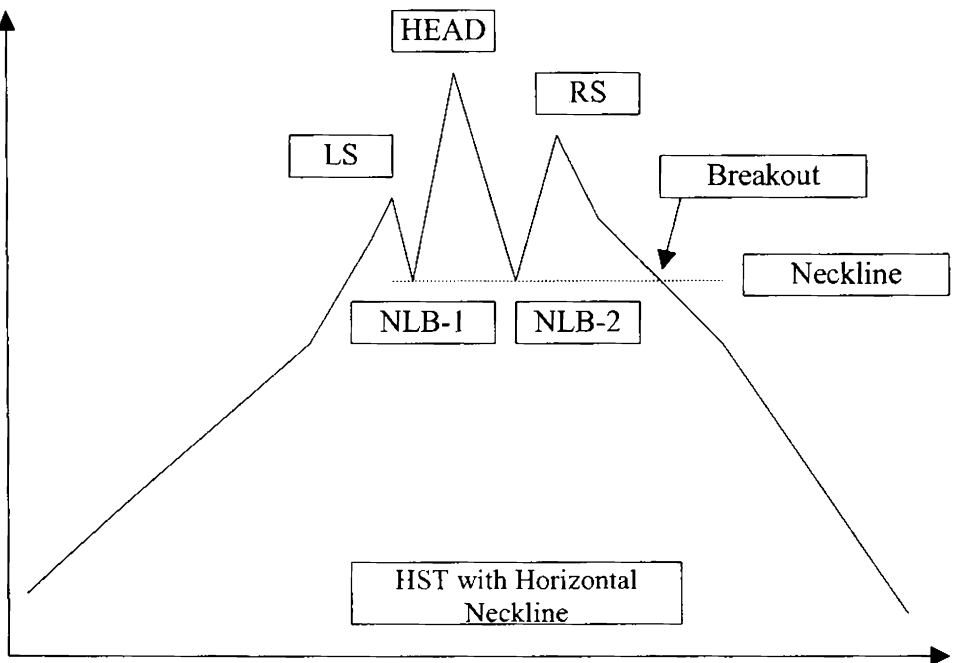 HEAD
RS
LS
Breakout
Neckline
NLB-1
NLB-2
HST with Horizontal
Neckline